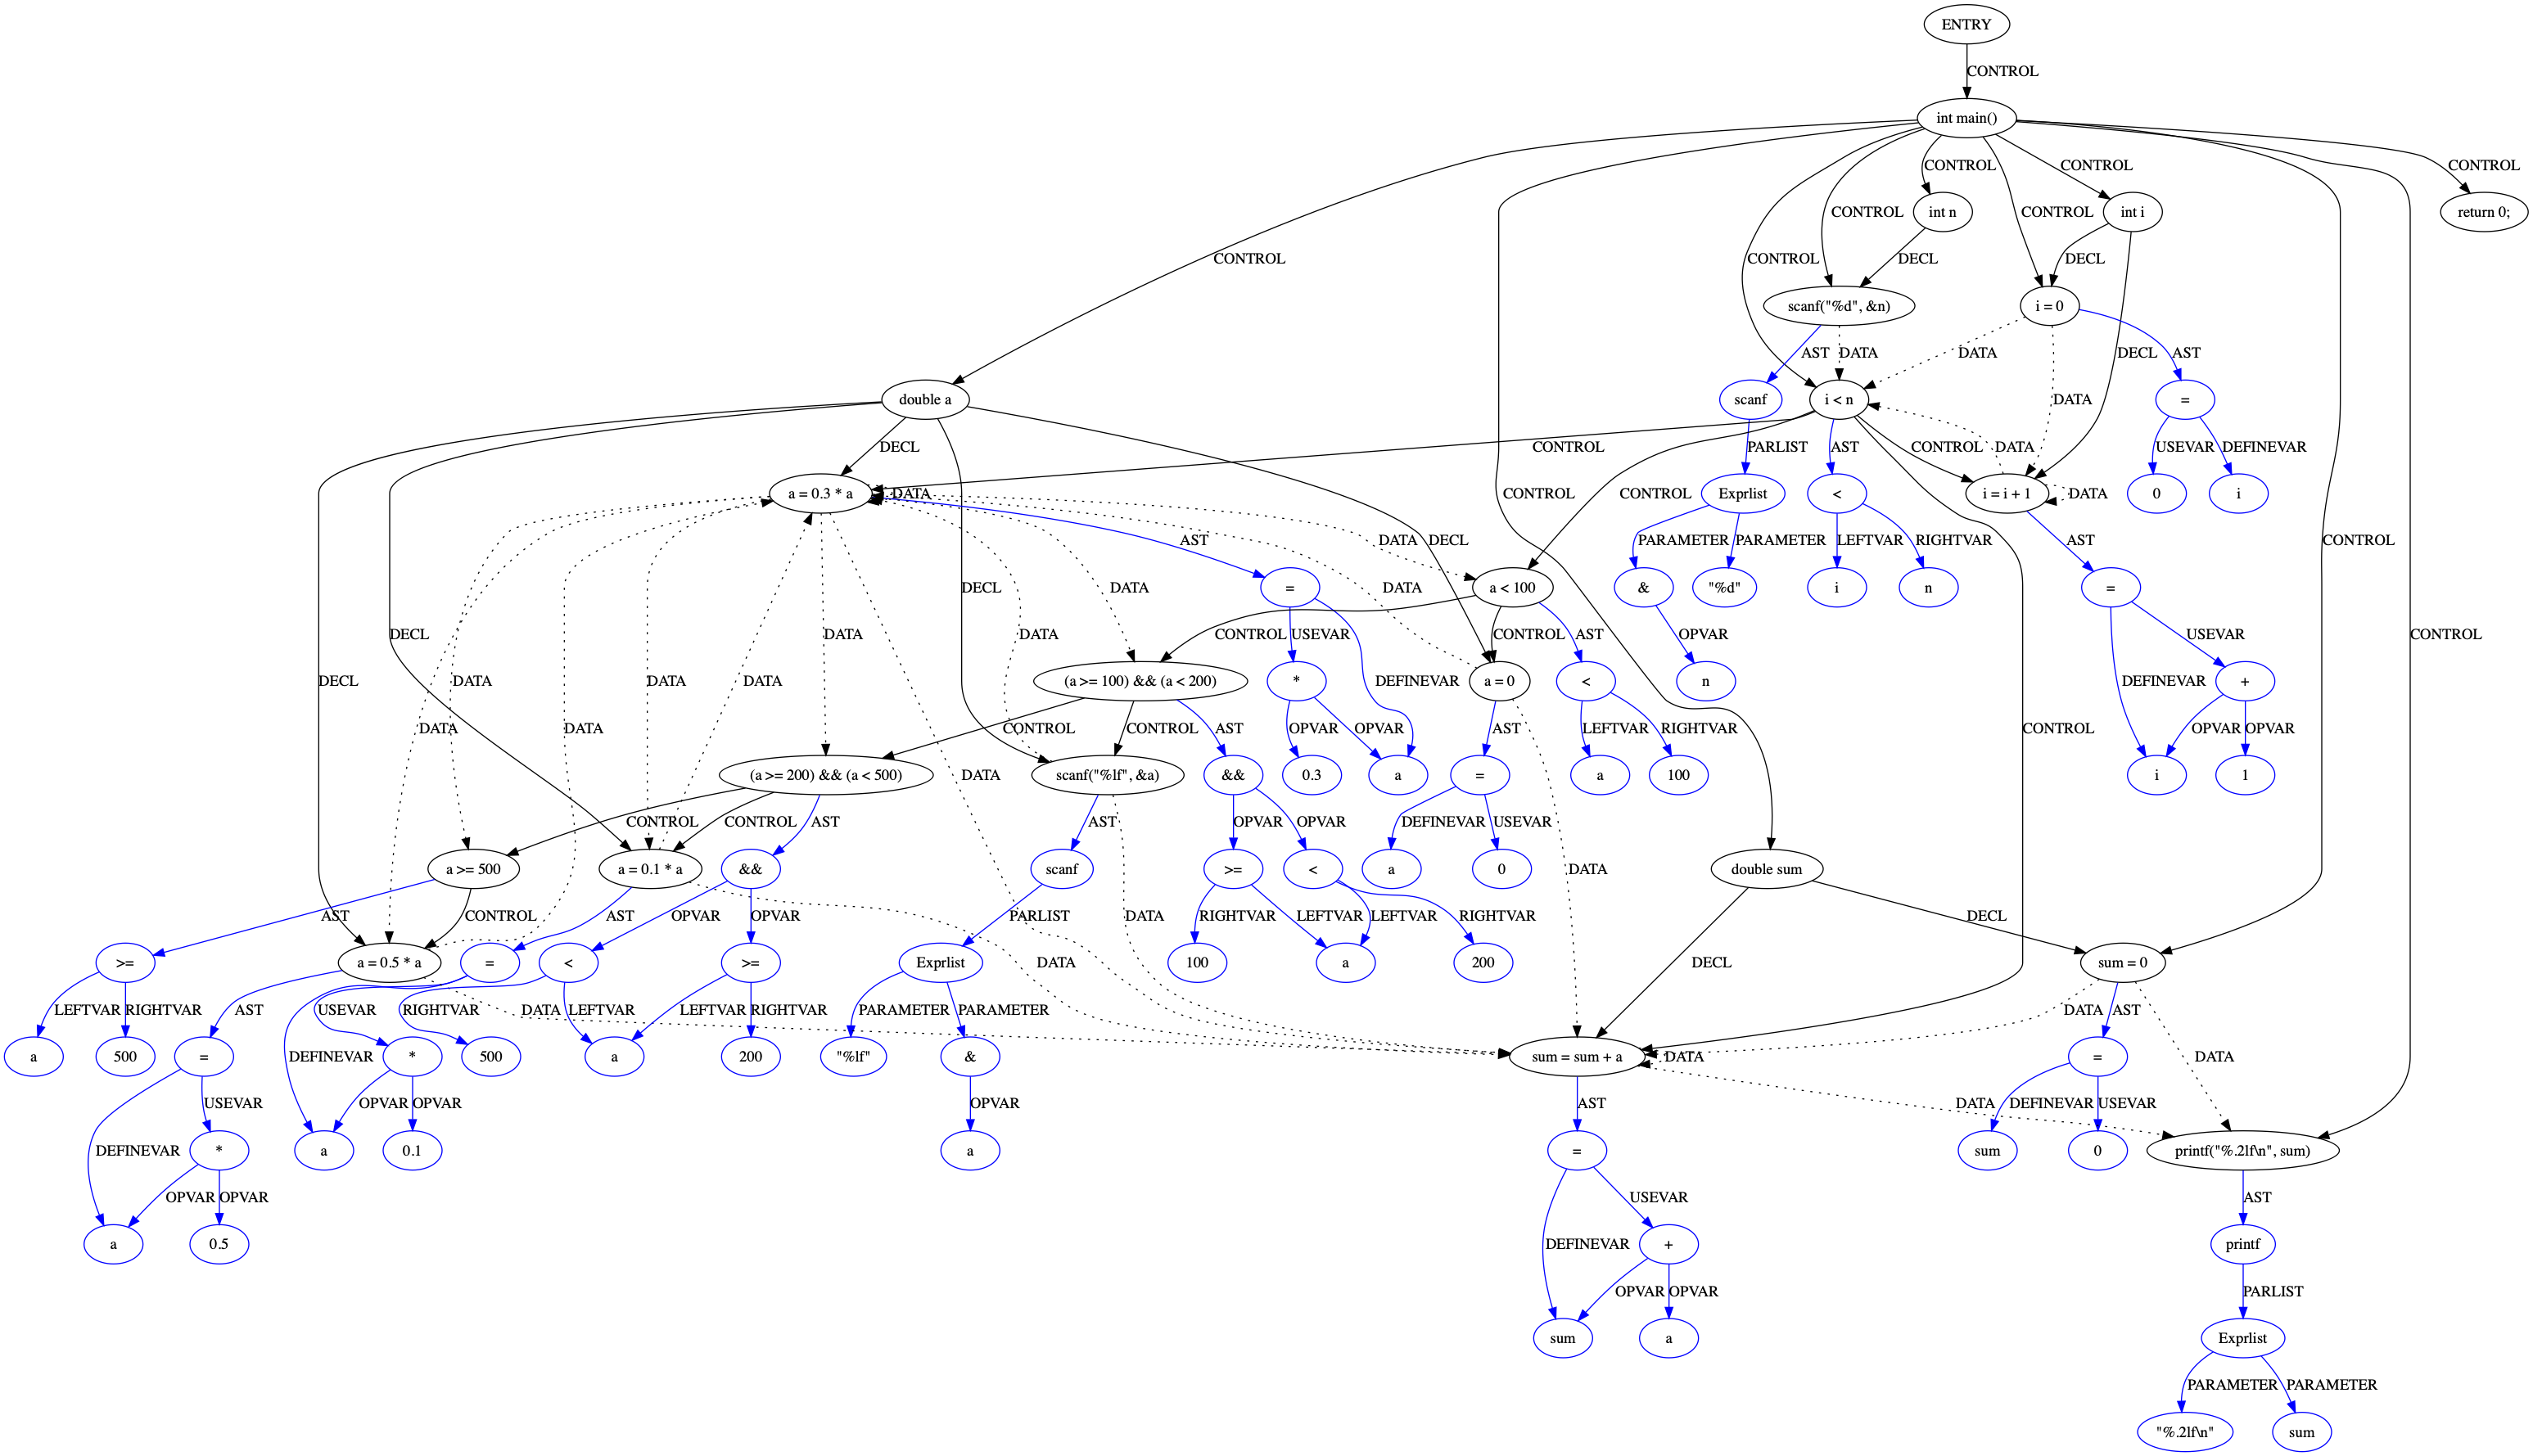 ENTRY
CONTROL
int main()
CONTROL CONTROL CONTROL
CONTROL int n CONTROL int i return 0;
CONTROL CONTROL DECL DECL
scanf("%d", &n) i = 0
AST DATA DATA DECL AST
double a scanf i < n DATA =
DECL CONTROL PARLIST AST CONTROL DATA USEVAR DEFINEVAR
a = 0.3 * a DATA CONTROL CONTROL Exprlist < i = i + 1 DATA 0 i
AST DATA DECL PARAMETER PARAMETER LEFTVAR RIGHTVAR AST CONTROL
DATA DATA = a < 100 & "%d" i n =
DECL DATA DATA CONTROL USEVAR CONTROL AST OPVAR USEVAR CONTROL
DECL
(a >= 100) && (a < 200) * a = 0 < n DEFINEVAR +
DECL DATA DATA DATA DEFINEVAR
DATA DATA CONTROL CONTROL AST OPVAR OPVAR AST LEFTVAR RIGHTVAR CONTROL OPVAR OPVAR
(a >= 200) && (a < 500) DATA scanf("%lf", &a) && 0.3 a = a 100 i 1
CONTROL CONTROL AST AST OPVAR OPVAR DEFINEVAR USEVAR
a >= 500 a = 0.1 * a && scanf >= < a 0 DATA double sum
AST CONTROL AST OPVAR OPVAR PARLIST DATA RIGHTVAR LEFTVAR LEFTVAR RIGHTVAR DECL
>= a = 0.5 * a = < >= Exprlist DATA 100 a 200 DECL sum = 0
LEFTVAR RIGHTVAR AST USEVAR RIGHTVAR DATA LEFTVAR LEFTVAR RIGHTVAR PARAMETER PARAMETER DATA AST
a 500 = DEFINEVAR * 500 a 200 "%lf" & sum = sum + a DATA = DATA
USEVAR OPVAR OPVAR OPVAR AST DATA DEFINEVAR USEVAR
DEFINEVAR * a 0.1 a = sum 0 printf("%.2lf\n", sum)
OPVAR OPVAR USEVAR AST
a 0.5 DEFINEVAR + printf
OPVAR OPVAR PARLIST
sum a Exprlist
PARAMETER PARAMETER
"%.2lf\n" sum